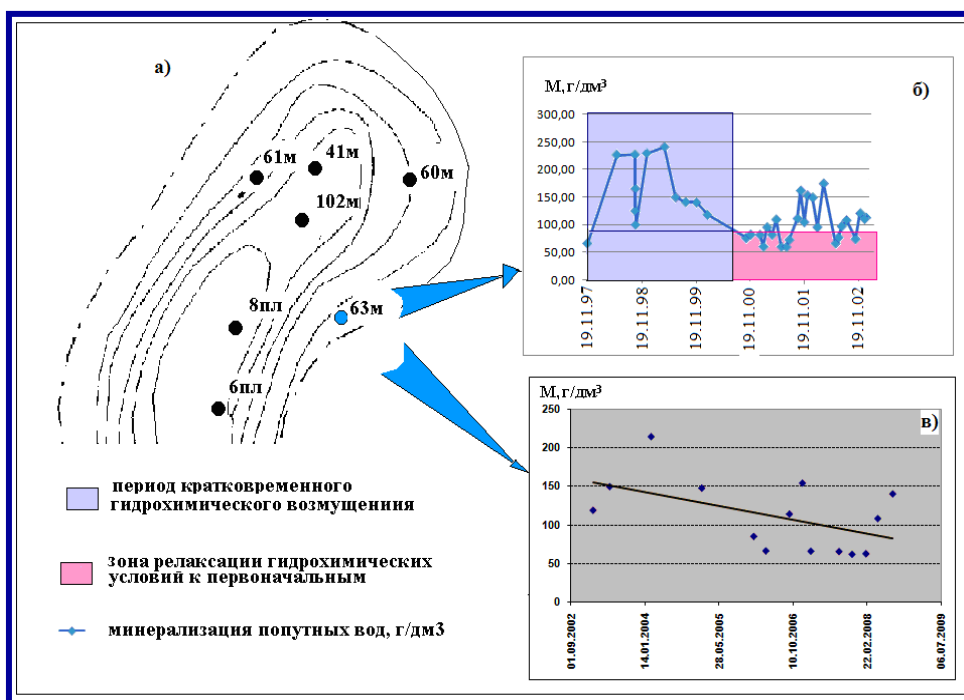 а)
61м
41м
60м
102м
8пл
63м
6пл
период кратковременного
гидрохимического возмущениия
зона релаксации гидрохимических
условий к первоначальным
минерализация попутных вод, г/дм3
М, г/дм³
б)
300,00
250,00
200,00
150,00
100,00
50,00
0,00
19.11.97
19.11.98
19.11.99
19.11.00
19.11.01
19.11.02
М, г/дм³
в)
250
200
150
100
50
0
01.09.2002
14.01.2004
28.05.2005
10.10.2006
22.02.2008
06.07.2009